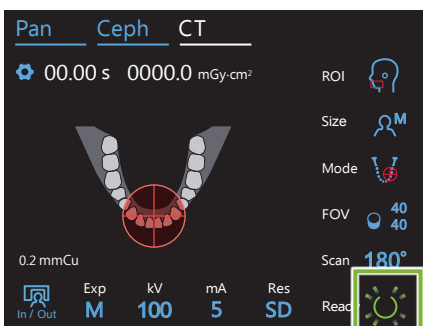 Pan Ceph CT
00.00 s 0000.0 mGy·cm²
ROI
Size M
Mode
FOV 40 40
0.2 mmCu
Scan 180°
Exp kV mA Res
In / Out M 100 5 SD
Ready